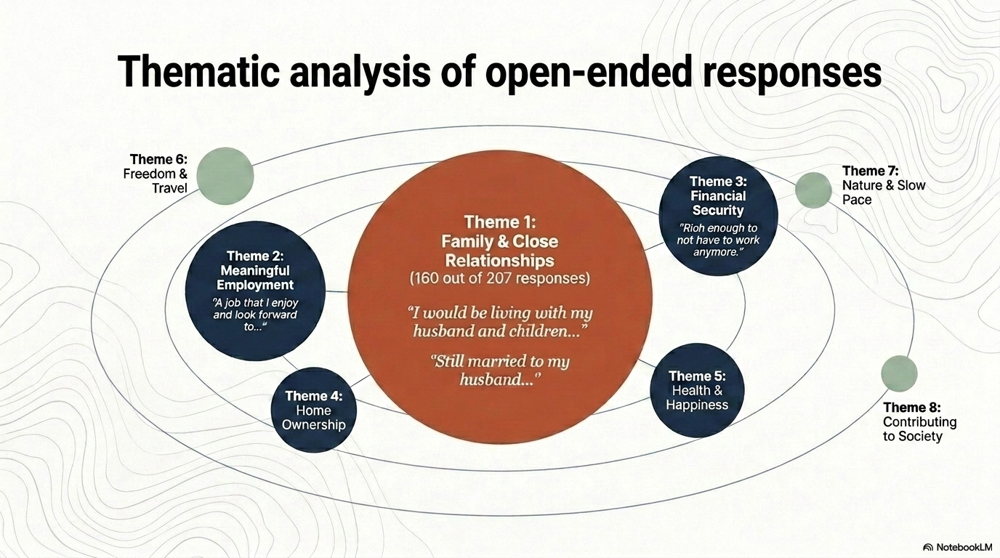 Thematic analysis of open-ended responses
Theme 6:
Freedom &
Travel
Theme 2:
Meaningful
Employment
"A job that I enjoy
and look forward
to..."
Theme 4:
Home
Ownership
Theme 1:
Family & Close
Relationships
(160 out of 207 responses)
"I would be living with my
husband and children..."
"Still married to my
husband..."
Theme 3:
Financial
Security
"Rioh enough to
not have to work
anymore."
Theme 7:
Nature & Slow
Pace
Theme 5:
Health &
Happiness
Theme 8:
Contributing
to Society
NotebookLM